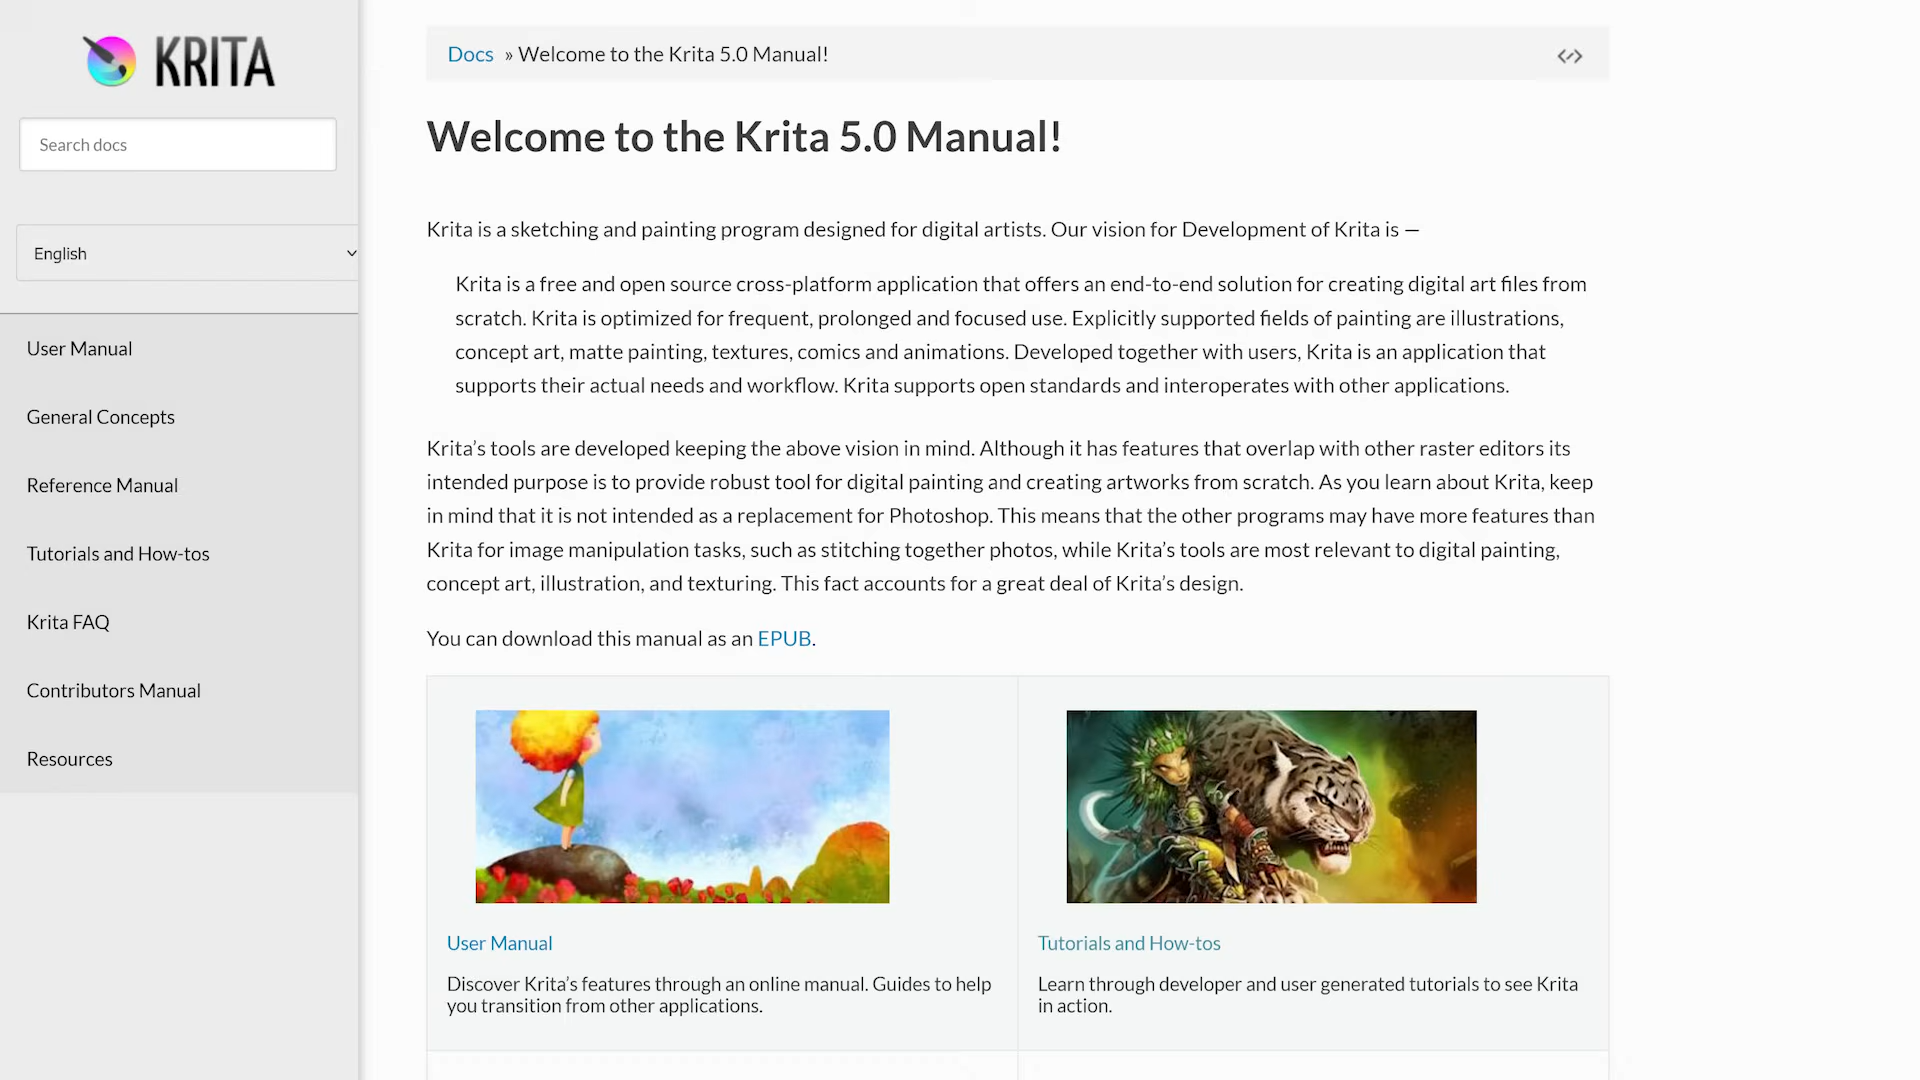 KRITA
Search docs
English
User Manual
General Concepts
Reference Manual
Tutorials and How-tos
Krita FAQ
Contributors Manual
Resources
Docs » Welcome to the Krita 5.0 Manual!
Welcome to the Krita 5.0 Manual!
Krita is a sketching and painting program designed for digital artists. Our vision for Development of Krita is —
Krita is a free and open source cross-platform application that offers an end-to-end solution for creating digital art files from
scratch. Krita is optimized for frequent, prolonged and focused use. Explicitly supported fields of painting are illustrations,
concept art, matte painting, textures, comics and animations. Developed together with users, Krita is an application that
supports their actual needs and workflow. Krita supports open standards and interoperates with other applications.
Krita’s tools are developed keeping the above vision in mind. Although it has features that overlap with other raster editors its
intended purpose is to provide robust tool for digital painting and creating artworks from scratch. As you learn about Krita, keep
in mind that it is not intended as a replacement for Photoshop. This means that the other programs may have more features than
Krita for image manipulation tasks, such as stitching together photos, while Krita’s tools are most relevant to digital painting,
concept art, illustration, and texturing. This fact accounts for a great deal of Krita’s design.
You can download this manual as an EPUB.
User Manual
Discover Krita’s features through an online manual. Guides to help
you transition from other applications.
Tutorials and How-tos
Learn through developer and user generated tutorials to see Krita
in action.